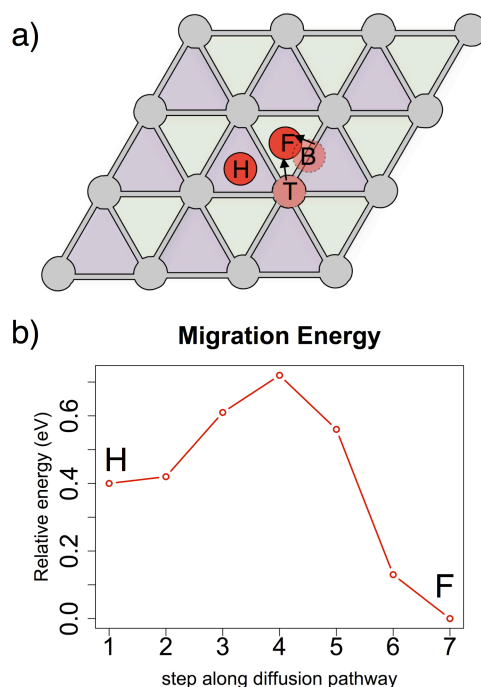 a)
F
B
H
T
b)
Migration Energy
Relative energy (eV)
0.6
0.4
0.2
0.0
H
F
1 2 3 4 5 6 7
step along diffusion pathway